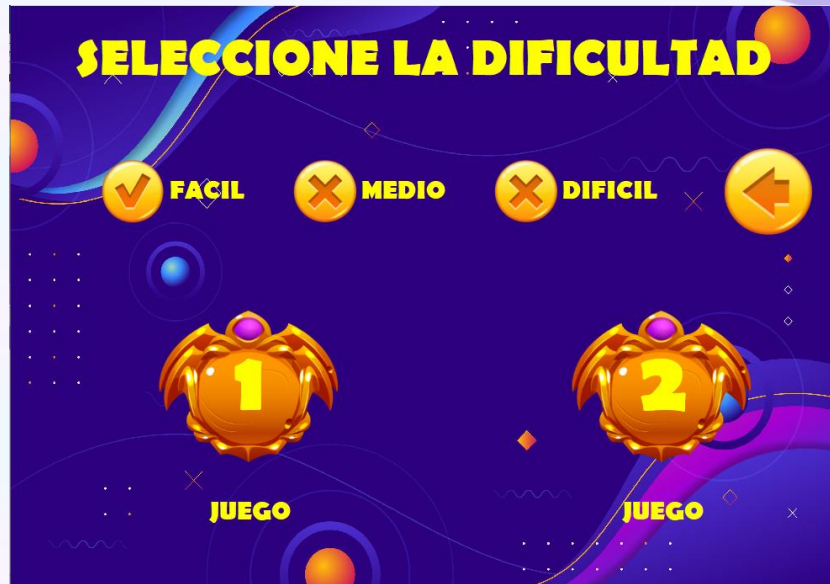 SELECCIONE LA DIFICULTAD
FACIL MEDIO DIFICIL
1 2
JUEGO JUEGO